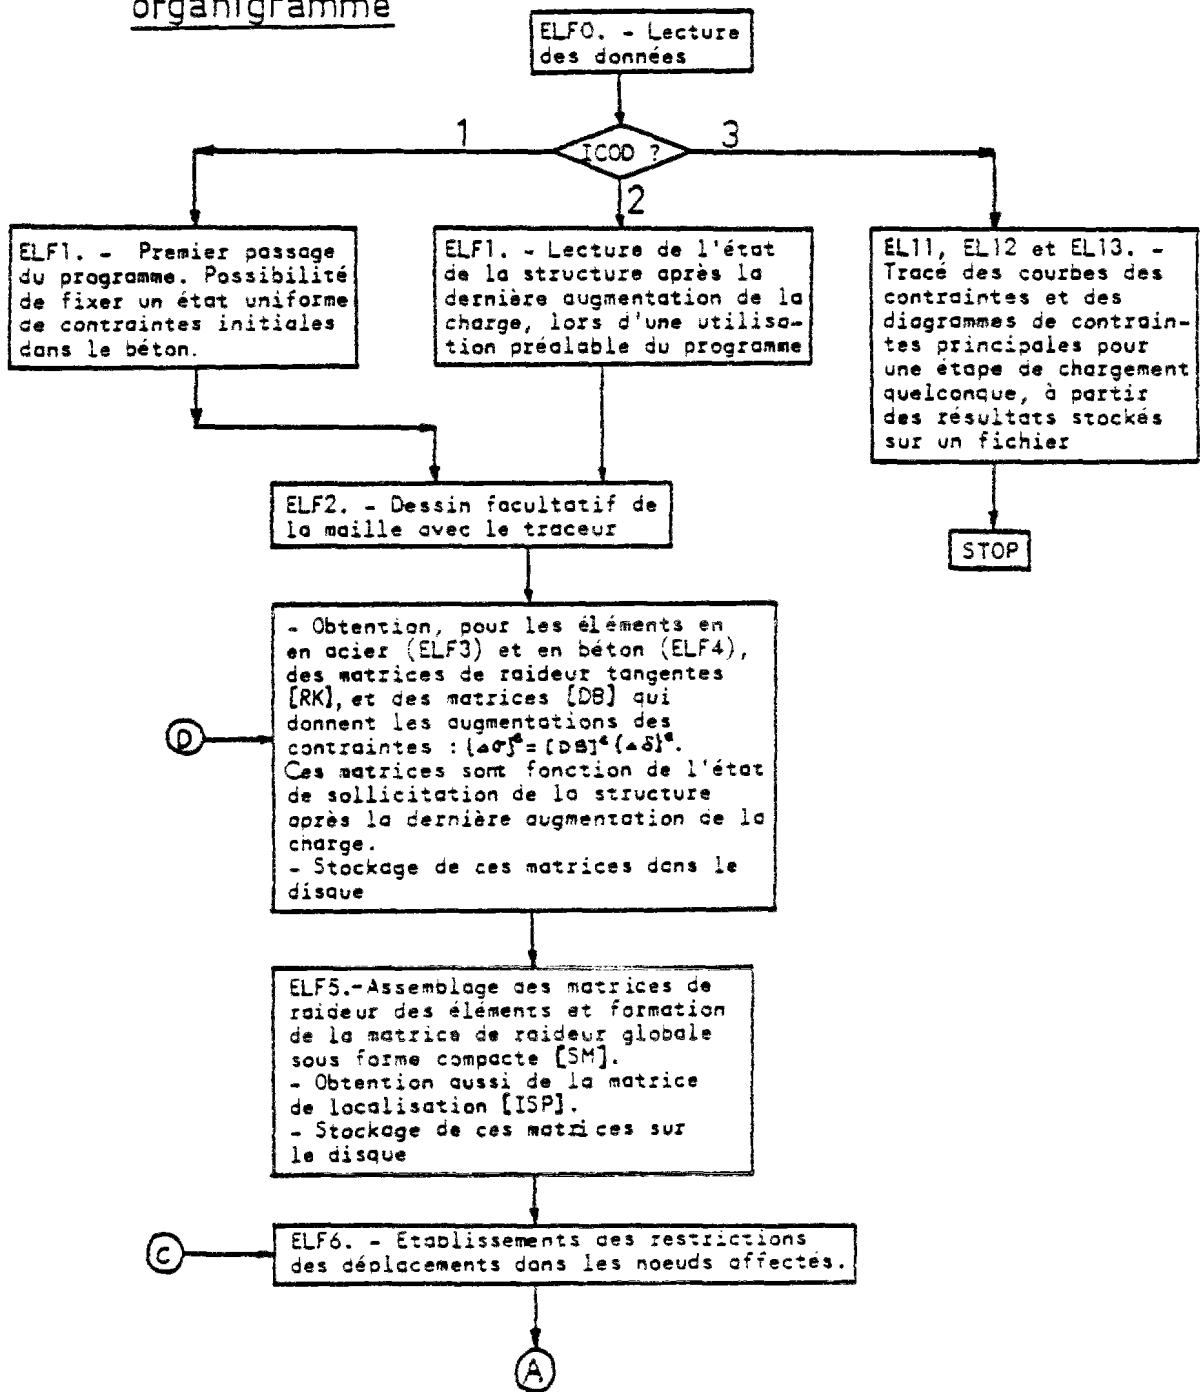 organigramme
ELF0. - Lecture
des données
1
ICOD ?
3
2
ELF1. - Premier passage
du programme. Possibilité
de fixer un état uniforme
de contraintes initiales
dans le béton.
ELF1. - Lecture de l'état
de la structure après la
dernière augmentation de la
charge, lors d'une utilisa-
tion préalable du programme
EL11, EL12 et EL13. -
Tracé des courbes des
contraintes et des
diagrammes de contrain-
tes principales pour
une étape de chargement
quelconque, à partir
des résultats stockés
sur un fichier
ELF2. - Dessin facultatif de
la maille avec le traceur
STOP
- Obtention, pour les éléments en
en acier (ELF3) et en béton (ELF4),
des matrices de raideur tangentes
[RK], et des matrices [DB] qui
donnent les augmentations des
contraintes : {Δσ}ᵉ = [DB]ᵉ {Δδ}ᵉ.
Ces matrices sont fonction de l'état
de sollicitation de la structure
après la dernière augmentation de la
charge.
- Stockage de ces matrices dans le
disque
D
ELF5.-Assemblage des matrices de
raideur des éléments et formation
de la matrice de raideur globale
sous forme compacte [SM].
- Obtention aussi de la matrice
de localisation [ISP].
- Stockage de ces matrices sur
le disque
C
ELF6. - Etablissements des restrictions
des déplacements dans les noeuds affectés.
A